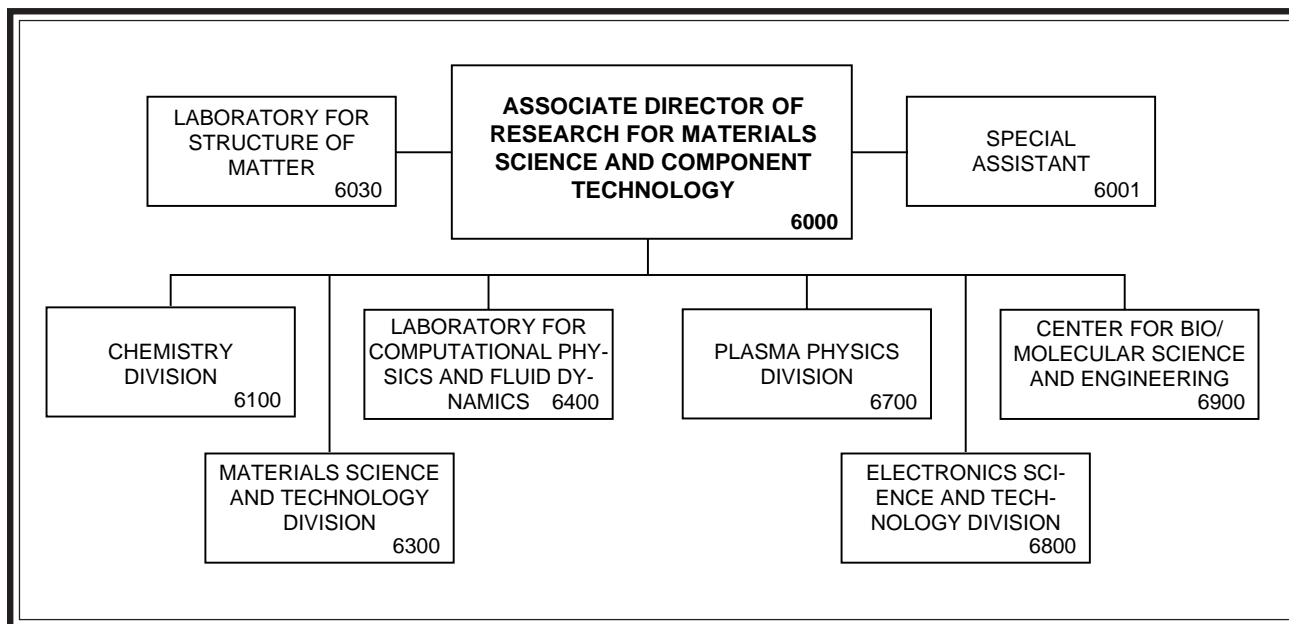 LABORATORY FOR
STRUCTURE OF
MATTER
6030
ASSOCIATE DIRECTOR OF
RESEARCH FOR MATERIALS
SCIENCE AND COMPONENT
TECHNOLOGY
6000
SPECIAL
ASSISTANT
6001
CHEMISTRY
DIVISION
6100
LABORATORY FOR
COMPUTATIONAL PHY-
SICS AND FLUID DY-
NAMICS 6400
PLASMA PHYSICS
DIVISION
6700
CENTER FOR BIO/
MOLECULAR SCIENCE
AND ENGINEERING
6900
MATERIALS SCIENCE
AND TECHNOLOGY
DIVISION
6300
ELECTRONICS SCI-
ENCE AND TECH-
NOLOGY DIVISION
6800